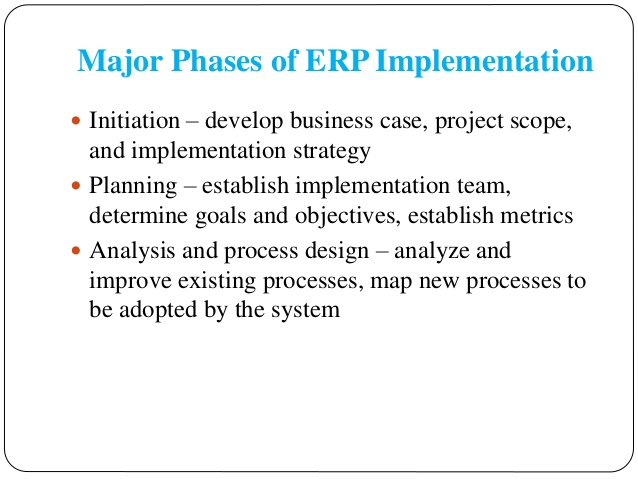 Major Phases of ERP Implementation
• Initiation – develop business case, project scope,
and implementation strategy
• Planning – establish implementation team,
determine goals and objectives, establish metrics
• Analysis and process design – analyze and
improve existing processes, map new processes to
be adopted by the system